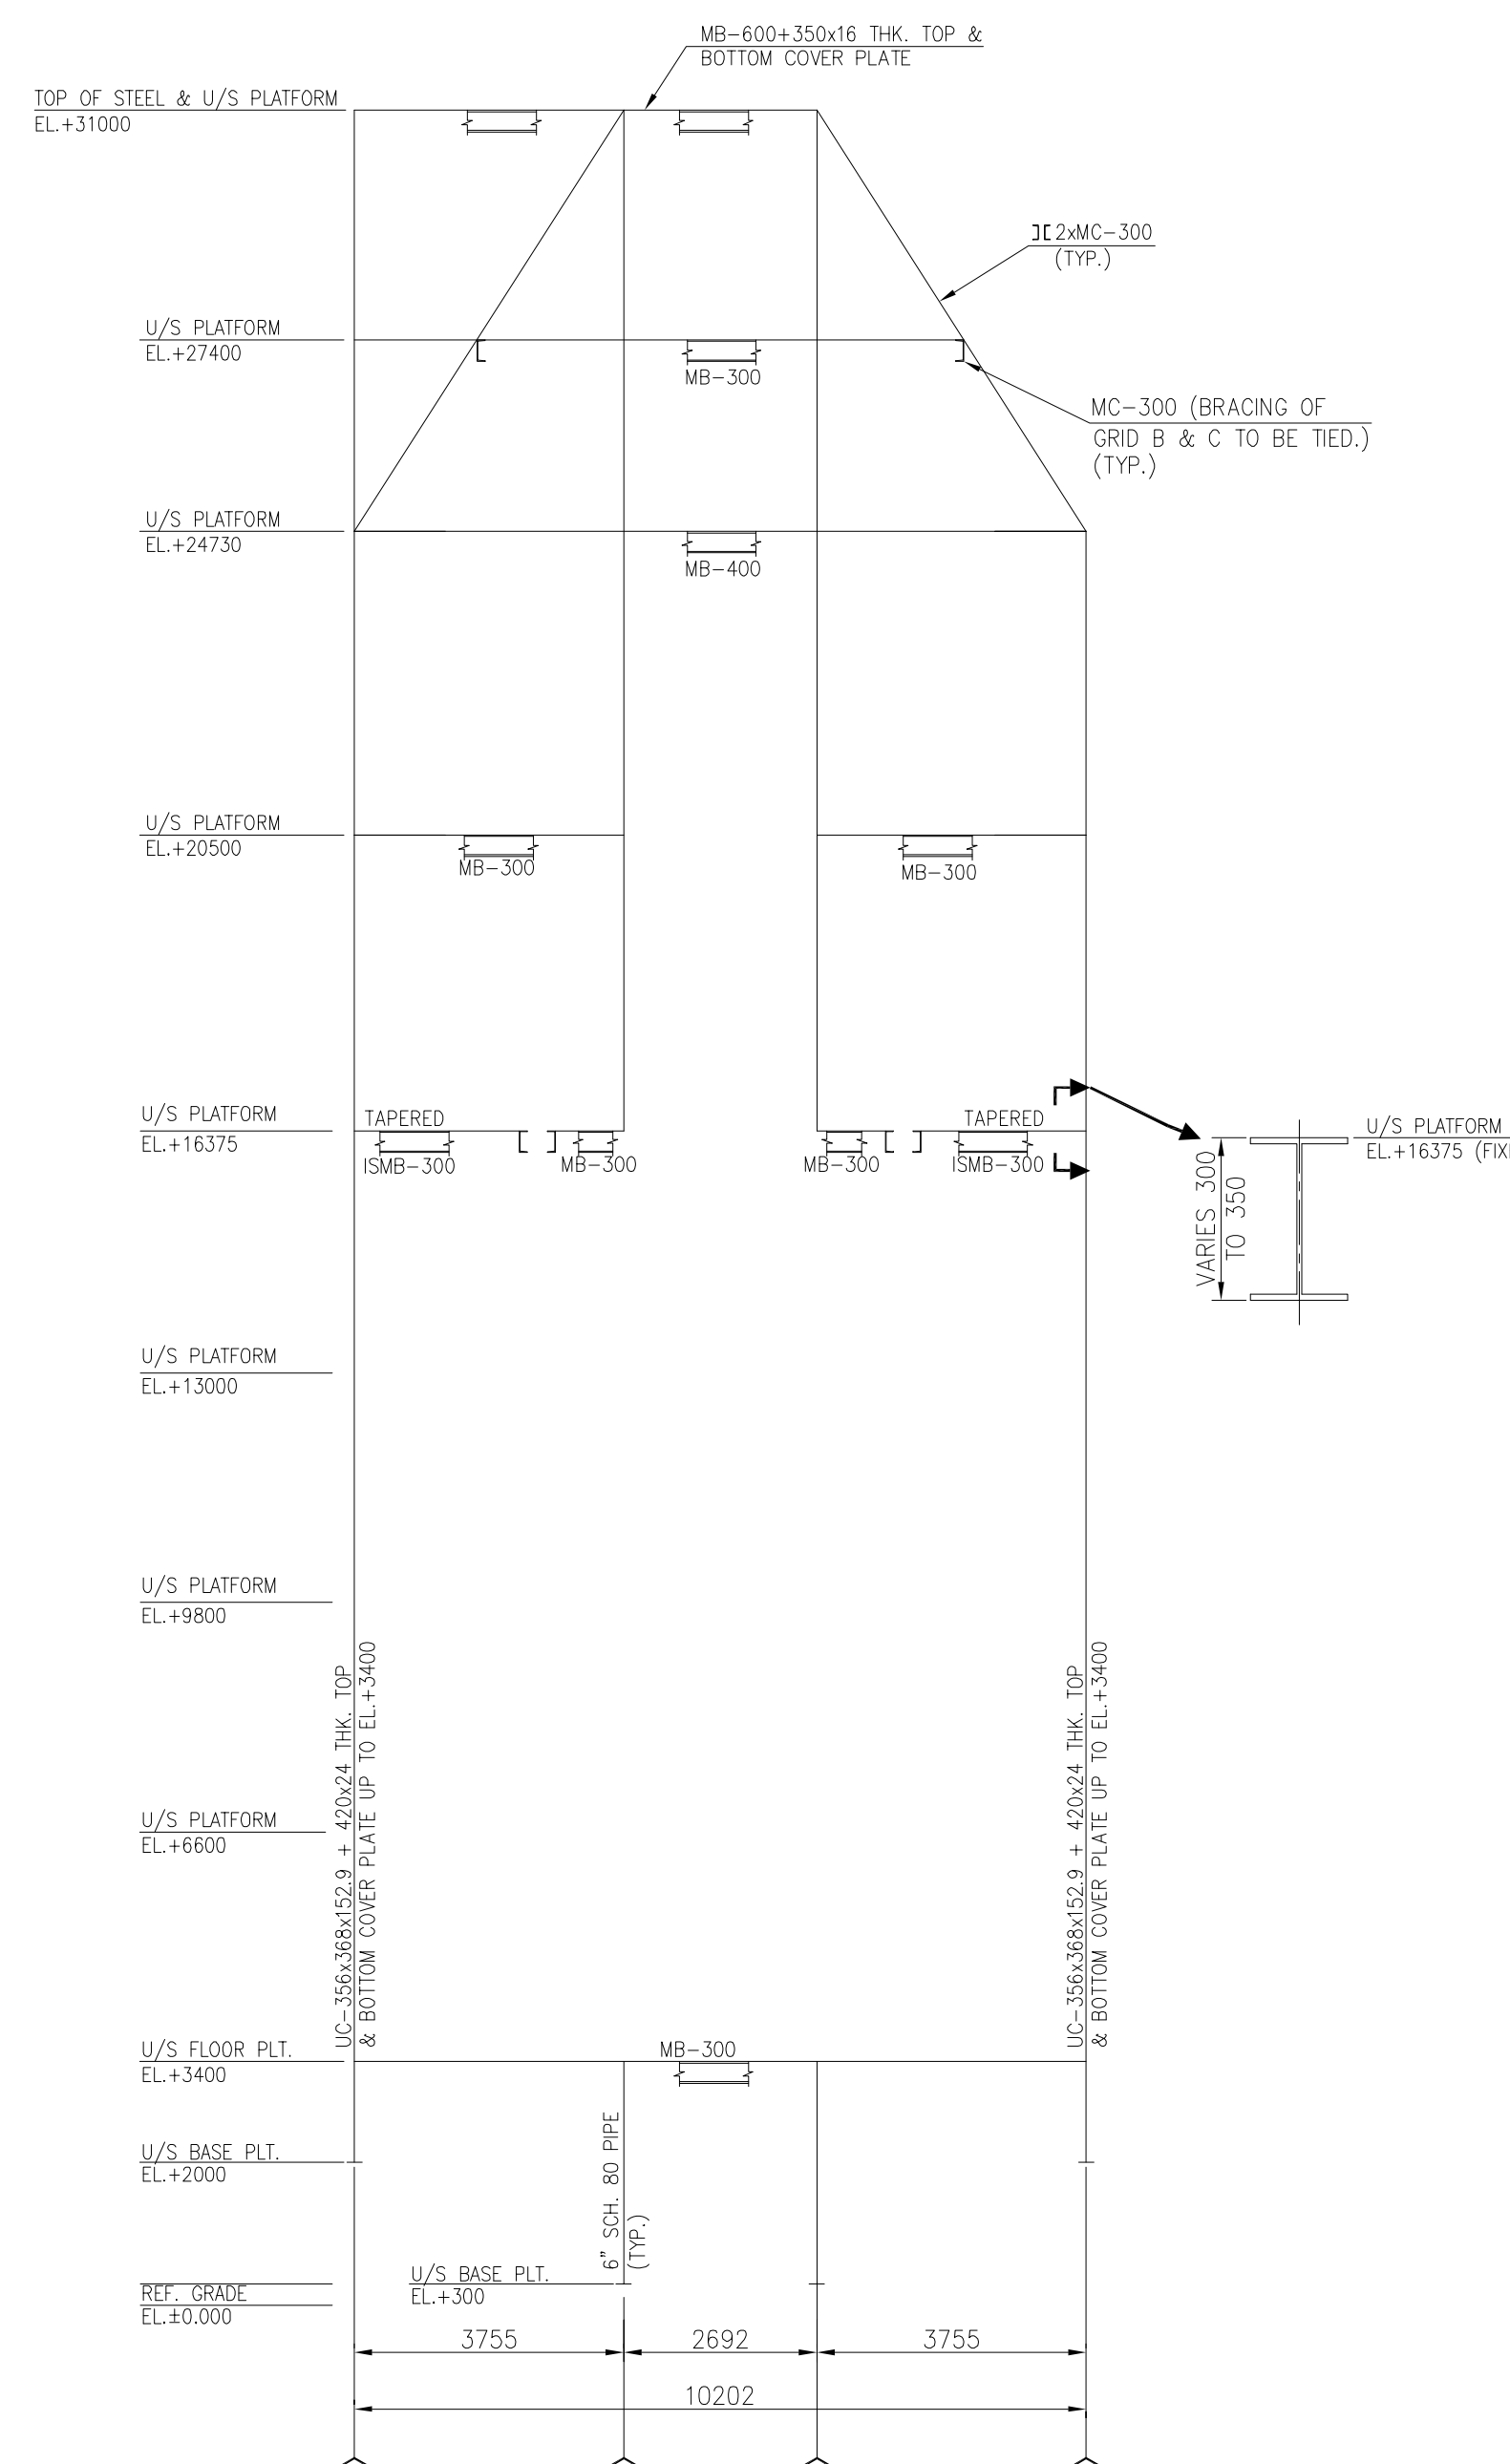 MB-600+350x16 THK. TOP &
BOTTOM COVER PLATE
TOP OF STEEL & U/S PLATFORM
EL.+31000
2xMC-300
(TYP.)
U/S PLATFORM
EL.+27400
MB-300
MC-300 (BRACING OF
GRID B & C TO BE TIED.)
(TYP.)
U/S PLATFORM
EL.+24730
MB-400
U/S PLATFORM
EL.+20500
MB-300
MB-300
U/S PLATFORM
EL.+16375
TAPERED
ISMB-300
MB-300
MB-300
TAPERED
ISMB-300
U/S PLATFORM
EL.+16375
VARIES 300
TO 350
U/S PLATFORM
EL.+13000
U/S PLATFORM
EL.+9800
UC-356x368x152.9 + 420x24 THK. TOP
& BOTTOM COVER PLATE UP TO EL.+3400
UC-356x368x152.9 + 420x24 THK. TOP
& BOTTOM COVER PLATE UP TO EL.+3400
U/S PLATFORM
EL.+6600
U/S FLOOR PLT.
EL.+3400
MB-300
U/S BASE PLT.
EL.+2000
6" SCH. 80 PIPE
(TYP.)
U/S BASE PLT.
EL.+300
REF. GRADE
EL.±0.000
3755
2692
3755
10202